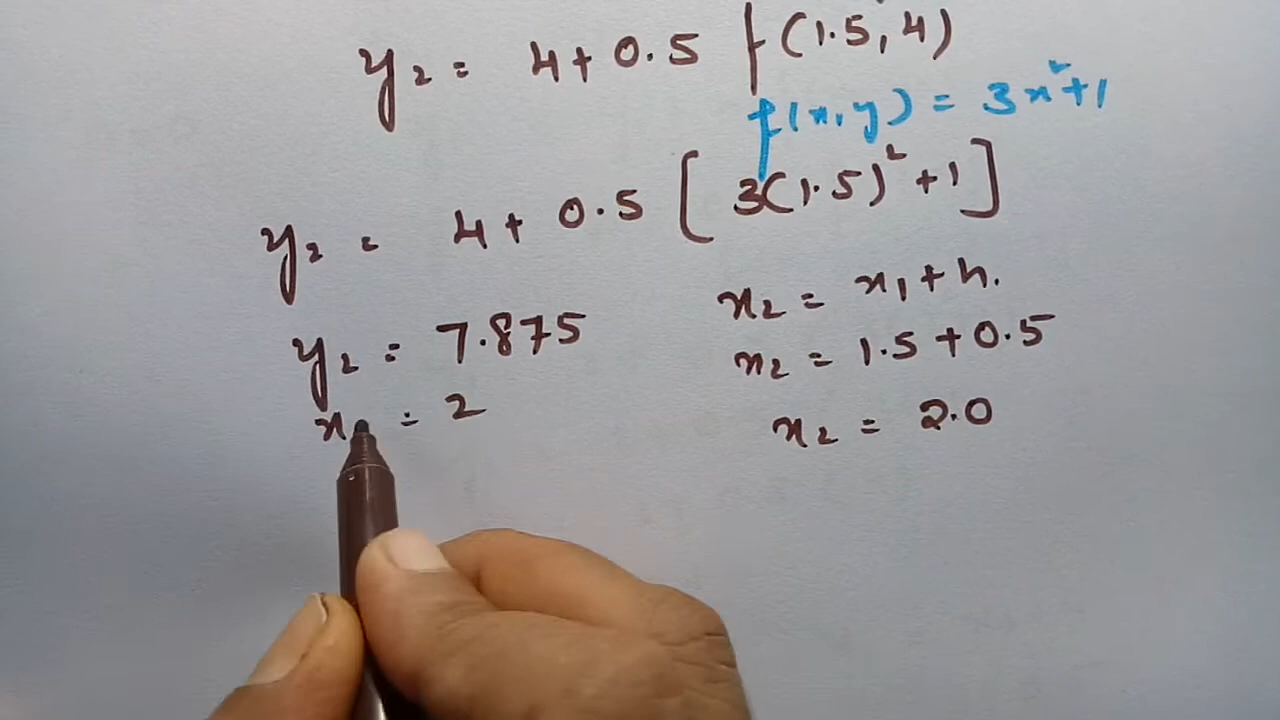 y₂ = 4 + 0.5 f(1.5, 4)
f(x, y) = 3x² + 1
y₂ = 4 + 0.5 [3(1.5)² + 1]
x₂ = x₁ + h.
y₂ = 7.875
x₂ = 1.5 + 0.5
x = 2
x₂ = 2.0